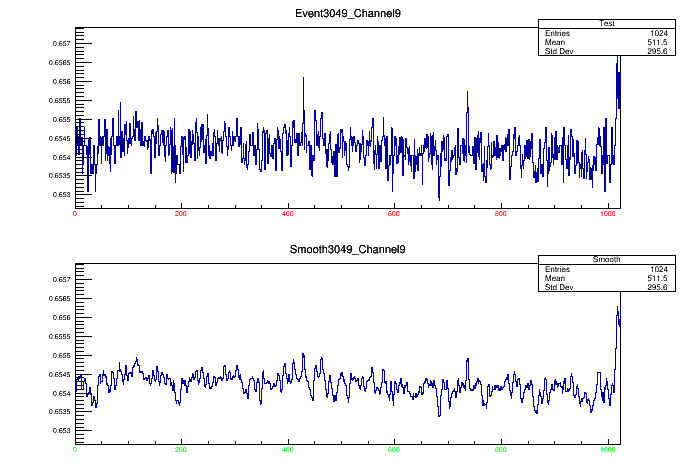 Event3049_Channel9
Test
Entries 1024
Mean 511.5
Std Dev 295.6
0.657
0.6565
0.656
0.6555
0.655
0.6545
0.654
0.6535
0.653
0 200 400 600 800 1000
Smooth3049_Channel9
Smooth
Entries 1024
Mean 511.5
Std Dev 295.6
0.657
0.6565
0.656
0.6555
0.655
0.6545
0.654
0.6535
0.653
0 200 400 600 800 1000